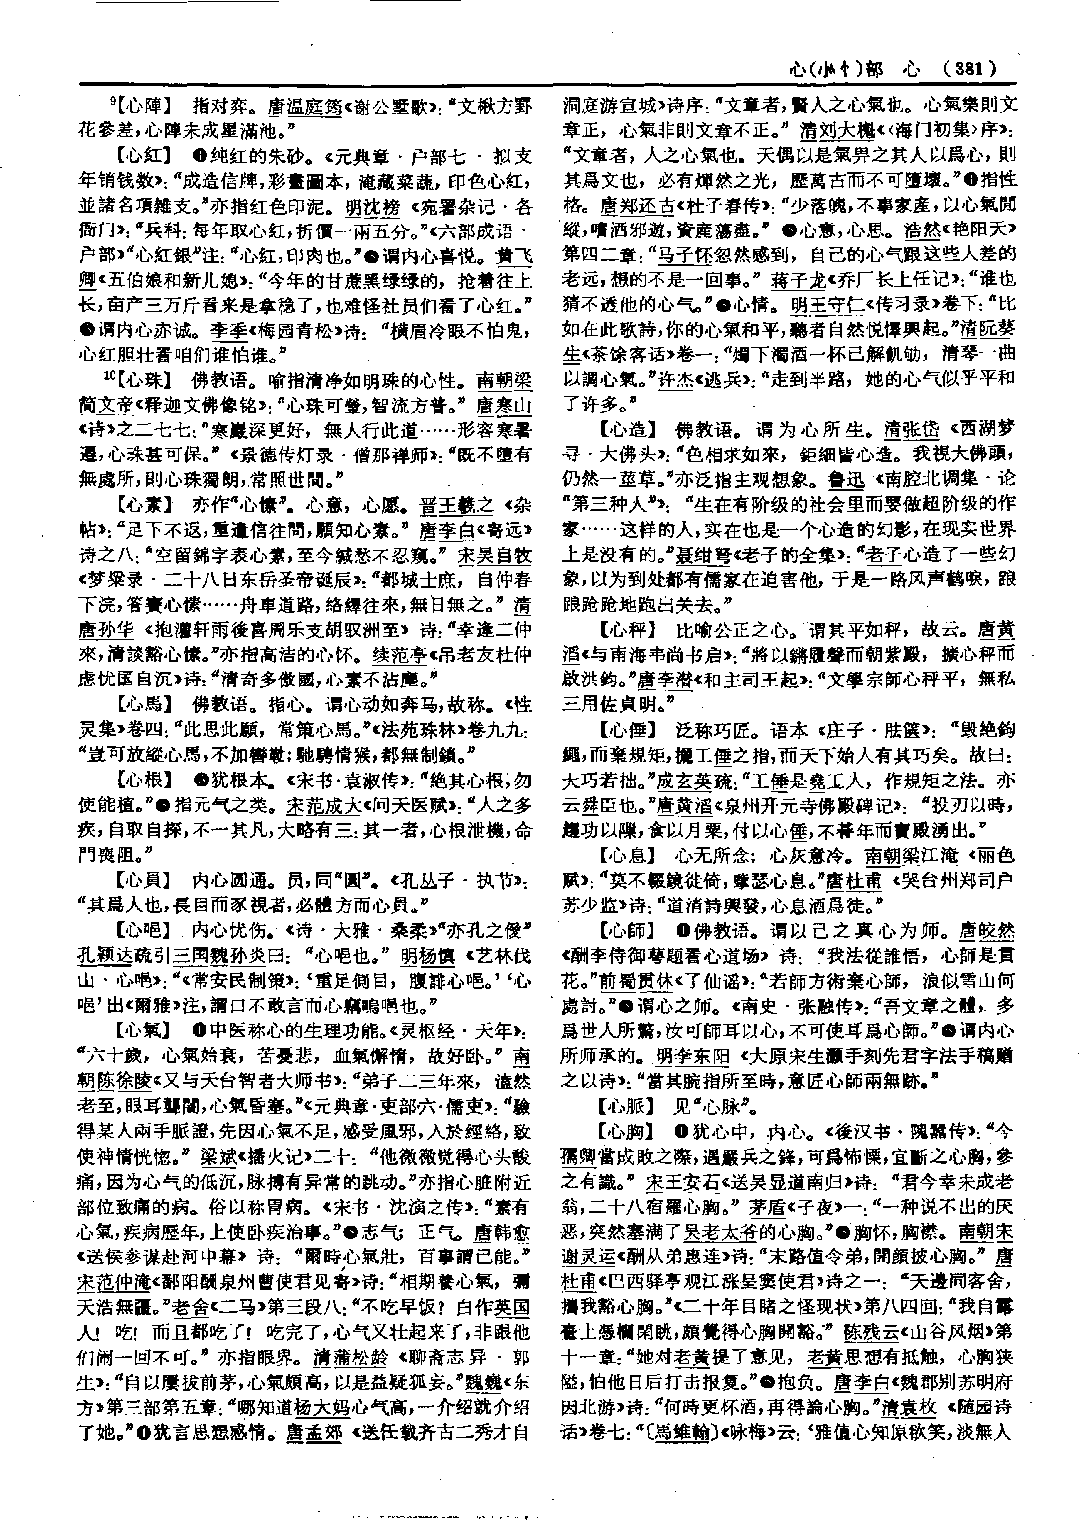 心(小忄)部 心 (381)
⁹【心陣】 指对弈。唐温庭筠《谢公墅歌》：“文楸方罫
花參差，心陣未成星滿池。”
【心紅】 ❶纯红的朱砂。《元典章·户部七·拟支
年销钱数》：“成造信牌，彩畫圖本，淹藏菜蔬，印色心紅，
並諸名項雜支。”亦指红色印泥。明沈榜《宛署杂记·各
衙门》：“兵科：每年取心紅，折價一兩五分。”《六部成语·
户部》“心紅銀”注：“心紅，印肉也。”❷谓内心喜悦。黄飞
卿《五伯娘和新儿媳》：“今年的甘蔗黑绿绿的，抢着往上
长，亩产三万斤看来是拿稳了，也难怪社员们看了心红。”
❸谓内心赤诚。李季《梅园青松》诗：“横眉冷眼不怕鬼，
心红胆壮看咱们谁怕谁。”
¹⁰【心珠】 佛教语。喻指清净如明珠的心性。南朝梁
简文帝《释迦文佛像铭》：“心珠可瑩，智流方普。”唐寒山
《诗》之二七七：“寒巖深更好，無人行此道……形容寒暑
遷，心珠甚可保。”《景德传灯录·僧那禅师》：“既不墮有
無處所，則心珠獨朗，常照世間。”
【心素】 亦作“心愫”。心意，心愿。晋王羲之《杂
帖》：“足下不返，重遣信往問，願知心素。”唐李白《寄远》
诗之八：“空留錦字表心素，至今緘愁不忍窺。”宋吴自牧
《梦粱录·二十八日东岳圣帝诞辰》：“都城士庶，自仲春
下浣，答賽心愫……舟車道路，絡繹往來，無日無之。”清
唐孙华《抱灌轩雨後喜周乐支胡驭洲至》诗：“幸逢二仲
來，清談豁心愫。”亦指高洁的心怀。续范亭《吊老友杜仲
虑忧国自沉》诗：“清奇多傲國，心素不沾塵。”
【心馬】 佛教语。指心。谓心动如奔马，故称。《性
灵集》卷四：“此思此願，常策心馬。”《法苑珠林》卷九九：
“豈可放縱心馬，不加轡勒；馳騁情猴，都無制鎖。”
【心根】 ❶犹根本。《宋书·袁淑传》：“絶其心根，勿
使能植。”❷指元气之类。宋范成大《问天医赋》：“人之多
疾，自取自探，不一其凡，大略有三：其一者，心根泄機，命
門喪阻。”
【心員】 内心圆通。员，同“圆”。《孔丛子·执节》：
“其爲人也，長目而豕視者，必體方而心員。”
【心唈】 内心忧伤。《诗·大雅·桑柔》“亦孔之僾”
孔颖达疏引三国魏孙炎曰：“心唈也。”明杨慎《艺林伐
山·心唈》：“《常安民制策》：‘重足側目，腹誹心唈。’‘心
唈’出《爾雅》注，謂口不敢言而心竊嗚唈也。”
【心氣】 ❶中医称心的生理功能。《灵枢经·天年》：
“六十歲，心氣始衰，苦憂悲，血氣懈惰，故好卧。”南
朝陈徐陵《又与天台智者大师书》：“弟子二三年來，溘然
老至，眼耳聾闇，心氣昏塞。”《元典章·吏部六·儒吏》：“驗
得某人兩手脈證，先因心氣不足，感受風邪，入於經絡，致
使神情恍惚。”梁斌《播火记》二十：“他微微觉得心头酸
痛，因为心气的低沉，脉搏有异常的跳动。”亦指心脏附近
部位致痛的病。俗以称胃病。《宋书·沈演之传》：“素有
心氣，疾病歷年，上使卧疾治事。”❷志气；正气。唐韩愈
《送侯参谋赴河中幕》诗：“爾時心氣壯，百事謂己能。”
宋范仲淹《鄱阳酬泉州曹使君见寄》诗：“相期養心氣，彌
天浩無疆。”老舍《二马》第三段八：“不吃早饭？白作英国
人！吃！而且都吃了！吃完了，心气又壮起来了，非跟他
们闹一回不可。”亦指眼界。清蒲松龄《聊斋志异·郭
生》：“自以屢拔前茅，心氣頗高，以是益疑狐妄。”魏巍《东
方》第三部第五章：“哪知道杨大妈心气高，一介绍就介绍
了她。”❸犹言思想感情。唐孟郊《送任载齐古二秀才自
洞庭游宣城》诗序：“文章者，賢人之心氣也。心氣樂則文
章正，心氣非則文章不正。”清刘大櫆《〈海门初集〉序》：
“文章者，人之心氣也。天偶以是氣畀之其人以爲心，則
其爲文也，必有煇然之光，歷萬古而不可墮壞。”❹指性
格。唐郑还古《杜子春传》：“少落魄，不事家産，以心氣閒
縱，嗜酒邪遊，資産蕩盡。”❺心意，心思。浩然《艳阳天》
第四二章：“马子怀忽然感到，自己的心气跟这些人差的
老远，想的不是一回事。”蒋子龙《乔厂长上任记》：“谁也
猜不透他的心气。”❻心情。明王守仁《传习录》卷下：“比
如在此歌詩，你的心氣和平，聽者自然悦懌興起。”清阮葵
生《茶馀客话》卷一：“燭下濁酒一杯已解飢劬，清琴一曲
以調心氣。”许杰《逃兵》：“走到半路，她的心气似乎平和
了许多。”
【心造】 佛教语。谓为心所生。清张岱《西湖梦
寻·大佛头》：“色相求如來，鉅細皆心造。我視大佛頭，
仍然一莖草。”亦泛指主观想象。鲁迅《南腔北调集·论
“第三种人”》：“生在有阶级的社会里而要做超阶级的作
家……这样的人，实在也是一个心造的幻影，在现实世界
上是没有的。”聂绀弩《老子的全集》：“老子心造了一些幻
象，以为到处都有儒家在迫害他，于是一路风声鹤唳，踉
踉跄跄地跑出关去。”
【心秤】 比喻公正之心。谓其平如秤，故云。唐黄
滔《与南海韦尚书启》：“將以鏘履聲而朝紫殿，撗心秤而
啟洪鈞。”唐李潜《和主司王起》：“文學宗師心秤平，無私
三用佐貞明。”
【心倕】 泛称巧匠。语本《庄子·胠箧》：“毁絶鉤
繩，而棄規矩，攦工倕之指，而天下始人有其巧矣。故曰：
大巧若拙。”成玄英疏：“工倕是堯工人，作規矩之法。亦
云舜臣也。”唐黄滔《泉州开元寺佛殿碑记》：“投刃以時，
趨功以隙，食以月粟，付以心倕，不朞年而寳殿湧出。”
【心息】 心无所念；心灰意冷。南朝梁江淹《丽色
赋》：“莫不輟鏡徙倚，擥瑟心息。”唐杜甫《哭台州郑司户
苏少监》诗：“道消詩興發，心息酒爲徒。”
【心師】 ❶佛教语。谓以己之真心为师。唐皎然
《酬李侍御萼题看心道场》诗：“我法從誰悟，心師是貫
花。”前蜀贯休《了仙谣》：“若師方術棄心師，浪似雪山何
處討。”❷谓心之师。《南史·张融传》：“吾文章之體，多
爲世人所驚，汝可師耳以心，不可使耳爲心師。”❸谓内心
所师承的。明李东阳《太原宋生灏手刻先君字法手稿赠
之以诗》：“當其腕指所至時，意匠心師兩無跡。”
【心脈】 见“心脉”。
【心胸】 ❶犹心中，内心。《後汉书·隗嚣传》：“今
孺卿當成敗之際，遇嚴兵之鋒，可爲怖慄，宜斷之心胸，參
之有識。”宋王安石《送吴显道南归》诗：“君今幸未成老
翁，二十八宿羅心胸。”茅盾《子夜》一：“一种说不出的厌
恶，突然塞满了吴老太爷的心胸。”❷胸怀，胸襟。南朝宋
谢灵运《酬从弟惠连》诗：“末路值令弟，開顔披心胸。”唐
杜甫《巴西驿亭观江涨呈窦使君》诗之一：“天邊同客舍，
攜我豁心胸。”《二十年目睹之怪现状》第八四回：“我自露
臺上憑欄閑眺，頗覺得心胸開豁。”陈残云《山谷风烟》第
十一章：“她对老黄提了意见，老黄思想有抵触，心胸狭
隘，怕他日后打击报复。”❸抱负。唐李白《魏郡别苏明府
因北游》诗：“何時更杯酒，再得論心胸。”清袁枚《随园诗
话》卷七：“〔馬維翰〕《咏梅》云：‘雅值心知原欲笑，淡無人